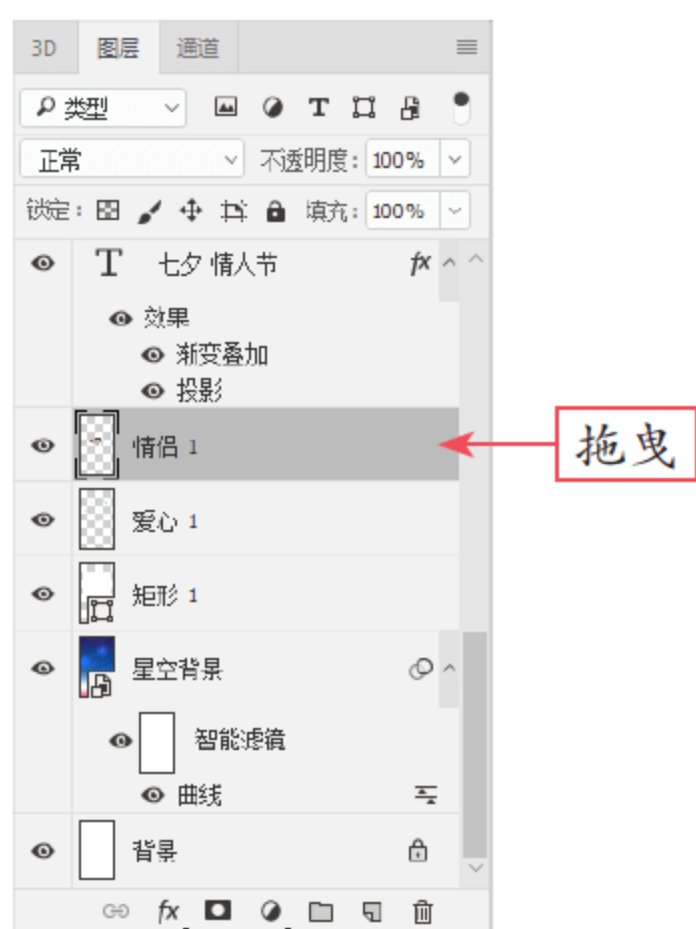 3D 图层 通道
类型 T
正常 不透明度: 100%
锁定: 填充: 100%
T 七夕 情人节 fx
效果
渐变叠加
投影
情侣 1
拖曳
爱心 1
矩形 1
星空背景
智能滤镜
曲线
背景
fx